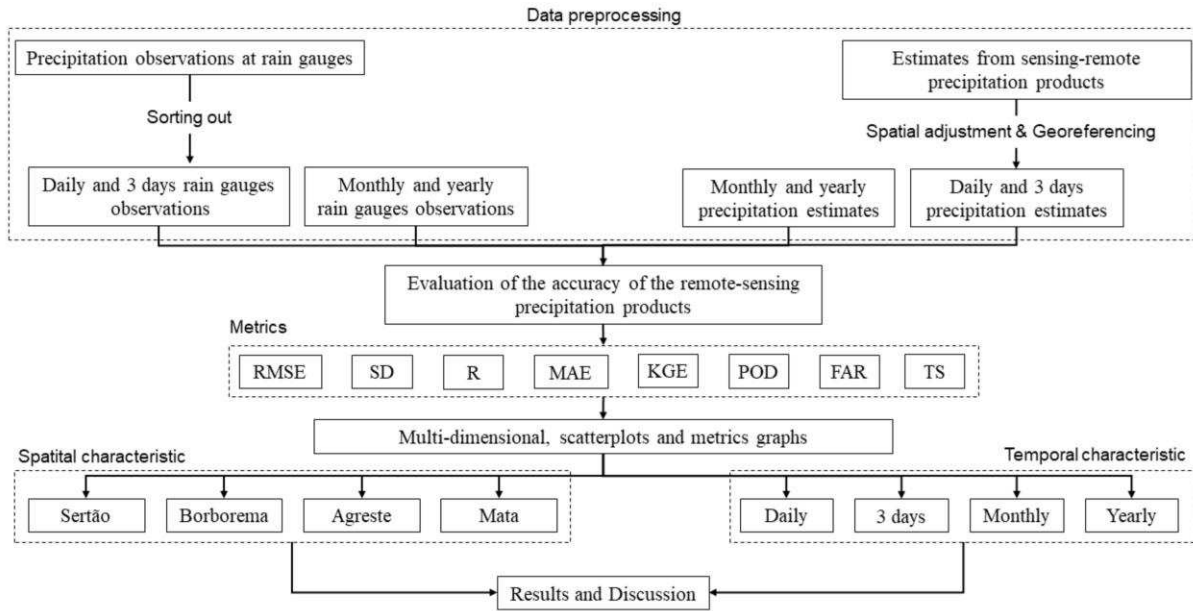 Data preprocessing
Precipitation observations at rain gauges
Estimates from sensing-remote
precipitation products
Sorting out
Spatial adjustment & Georeferencing
Daily and 3 days rain gauges
observations
Monthly and yearly
rain gauges observations
Monthly and yearly
precipitation estimates
Daily and 3 days
precipitation estimates
Evaluation of the accuracy of the remote-sensing
precipitation products
Metrics
RMSE
SD
R
MAE
KGE
POD
FAR
TS
Multi-dimensional, scatterplots and metrics graphs
Spatital characteristic
Temporal characteristic
Sertão
Borborema
Agreste
Mata
Daily
3 days
Monthly
Yearly
Results and Discussion